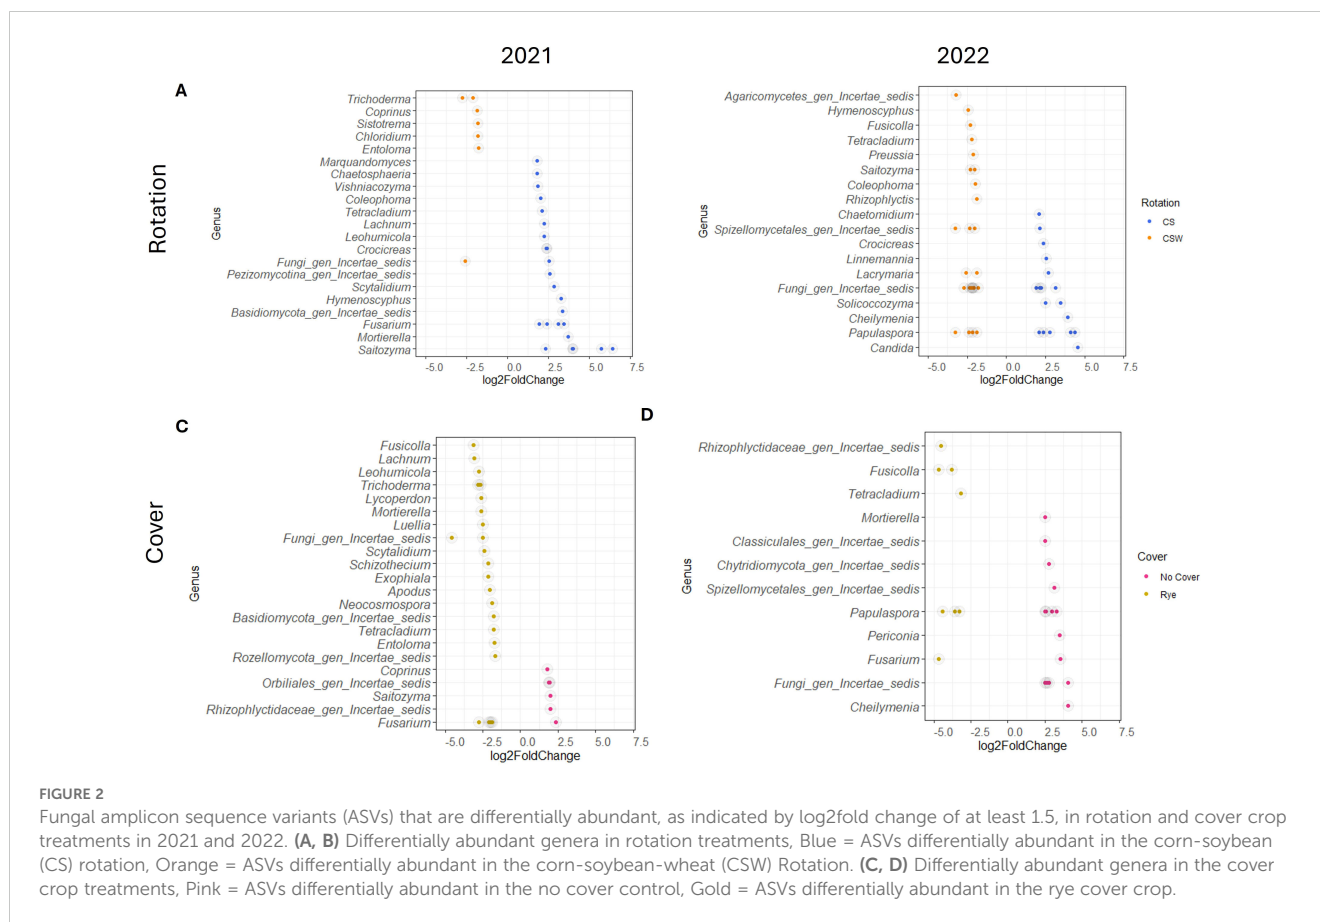 2021
2022
A
Rotation
Genus
Trichoderma
Coprinus
Sistotrema
Chloridium
Entoloma
Marquandomyces
Chaetosphaeria
Vishniacozyma
Coleophoma
Tetracladium
Lachnum
Leohumicola
Crocicreas
Fungi_gen_Incertae_sedis
Pezizomycotina_gen_Incertae_sedis
Scytalidium
Hymenoscyphus
Basidiomycota_gen_Incertae_sedis
Fusarium
Mortierella
Saitozyma
-5.0 -2.5 0.0 2.5 5.0 7.5
log2FoldChange
Genus
Agaricomycetes_gen_Incertae_sedis
Hymenoscyphus
Fusicolla
Tetracladium
Preussia
Saitozyma
Coleophoma
Rhizophlyctis
Chaetomidium
Spizellomycetales_gen_Incertae_sedis
Crocicreas
Linnemannia
Lacrymaria
Fungi_gen_Incertae_sedis
Solicoccozyma
Cheilymenia
Papulaspora
Candida
-5.0 -2.5 0.0 2.5 5.0 7.5
log2FoldChange
Rotation
CS
CSW
C
Cover
Genus
Fusicolla
Lachnum
Leohumicola
Trichoderma
Lycoperdon
Mortierella
Luellia
Fungi_gen_Incertae_sedis
Scytalidium
Schizothecium
Exophiala
Apodus
Neocosmospora
Basidiomycota_gen_Incertae_sedis
Tetracladium
Entoloma
Rozellomycota_gen_Incertae_sedis
Coprinus
Orbiliales_gen_Incertae_sedis
Saitozyma
Rhizophlyctidaceae_gen_Incertae_sedis
Fusarium
-5.0 -2.5 0.0 2.5 5.0 7.5
log2FoldChange
D
Genus
Rhizophlyctidaceae_gen_Incertae_sedis
Fusicolla
Tetracladium
Mortierella
Classiculales_gen_Incertae_sedis
Chytridiomycota_gen_Incertae_sedis
Spizellomycetales_gen_Incertae_sedis
Papulaspora
Periconia
Fusarium
Fungi_gen_Incertae_sedis
Cheilymenia
-5.0 -2.5 0.0 2.5 5.0 7.5
log2FoldChange
Cover
No Cover
Rye
FIGURE 2
Fungal amplicon sequence variants (ASVs) that are differentially abundant, as indicated by log2fold change of at least 1.5, in rotation and cover crop
treatments in 2021 and 2022. (A, B) Differentially abundant genera in rotation treatments, Blue = ASVs differentially abundant in the corn-soybean
(CS) rotation, Orange = ASVs differentially abundant in the corn-soybean-wheat (CSW) Rotation. (C, D) Differentially abundant genera in the cover
crop treatments, Pink = ASVs differentially abundant in the no cover control, Gold = ASVs differentially abundant in the rye cover crop.